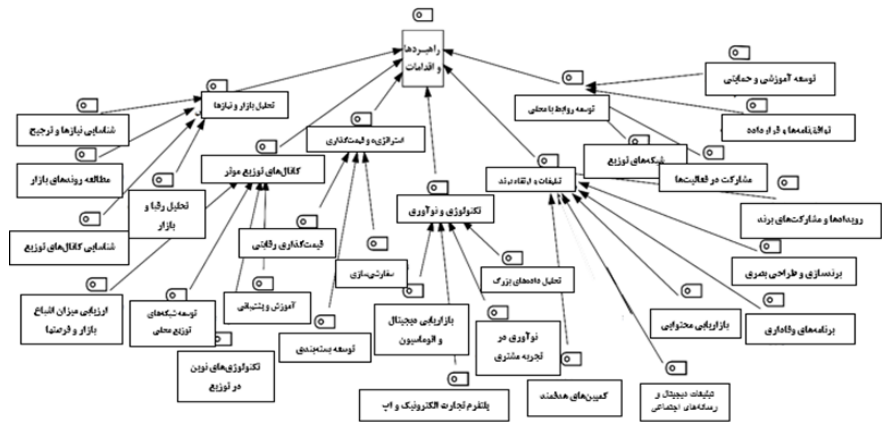 راهبردها
و اقدامات
توسعه آموزشی و حمایتی
تحلیل بازار و نیازها
توسعه روابط با محلی
شناسایی نیازها و ترجیح
استراتژی و قیمت‌گذاری
توافق‌نامه‌ها و قرارداده
شبکه‌های توزیع
کانال‌های توزیع موثر
مطالعه روندهای بازار
تبلیغات و ارتقاء برند
مشارکت در فعالیت‌ها
تحلیل رقبا و
بازار
تکنولوژی و نوآوری
رویدادها و مشارکت‌های برند
شناسایی کانال‌های توزیع
قیمت‌گذاری رقابتی
برندسازی و طراحی بصری
سفارشی‌سازی
تحلیل داده‌های بزرگ
ارزیابی میزان اشباع
بازار و فرصتها
توسعه شبکه‌های
توزیع محلی
آموزش و پشتیبانی
بازاریابی دیجیتال
و اتوماسیون
بازاریابی محتوایی
برنامه‌های وفاداری
نوآوری در
تجربه مشتری
توسعه بسته‌بندی
تکنولوژی‌های نوین
در توزیع
پلتفرم تجارت الکترونیک و اپ
کمپین‌های هدفمند
تبلیغات دیجیتال و
رسانه‌های اجتماعی